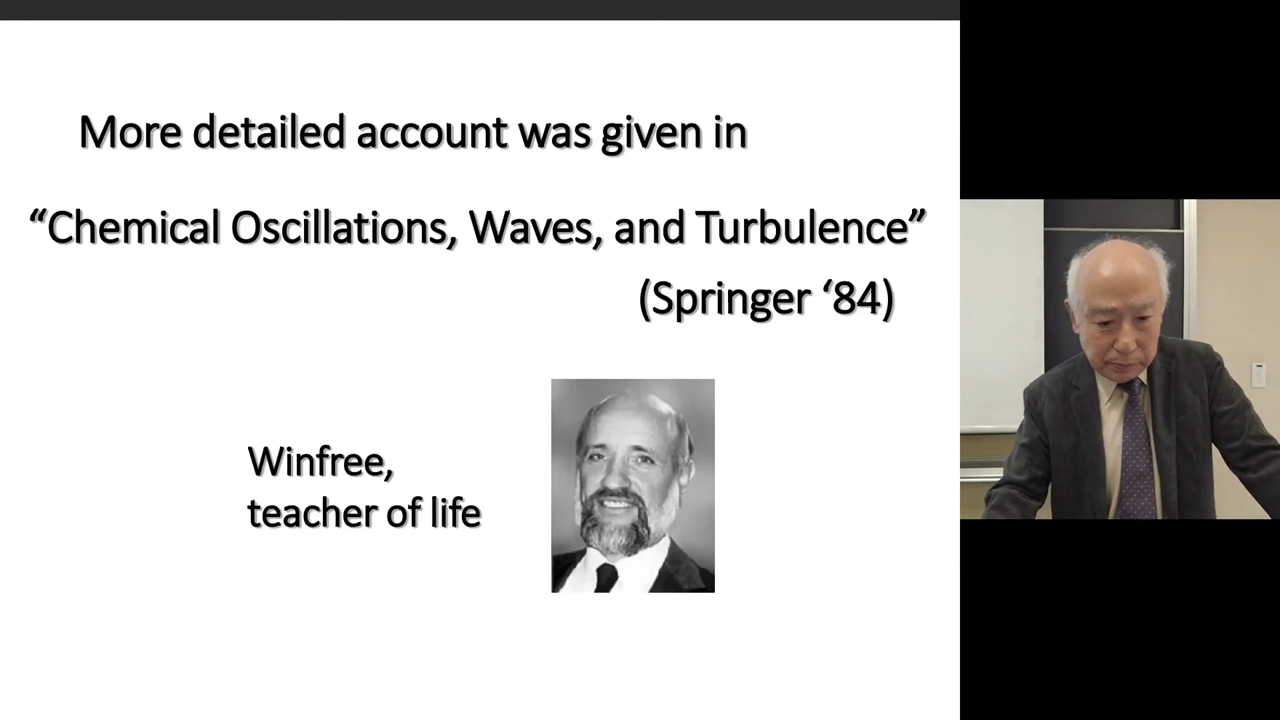 More detailed account was given in
“Chemical Oscillations, Waves, and Turbulence”
(Springer ‘84)
Winfree,
teacher of life